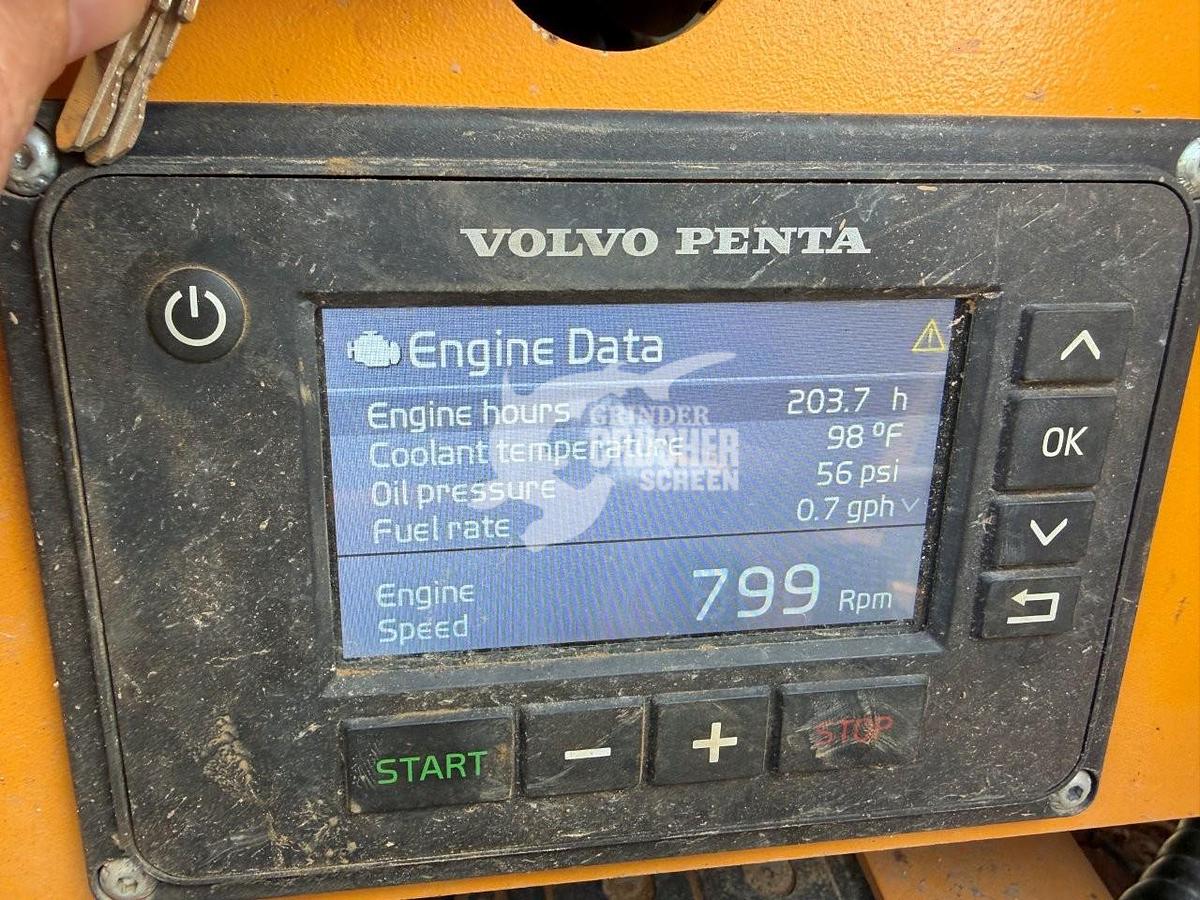 VOLVO PENTA
Engine Data
Engine hours 203.7 h
Coolant temperature 98 °F
Oil pressure 56 psi
Fuel rate 0.7 gph
Engine
Speed
799 Rpm
GRINDER
CRUSHER
SCREEN
OK
START
STOP